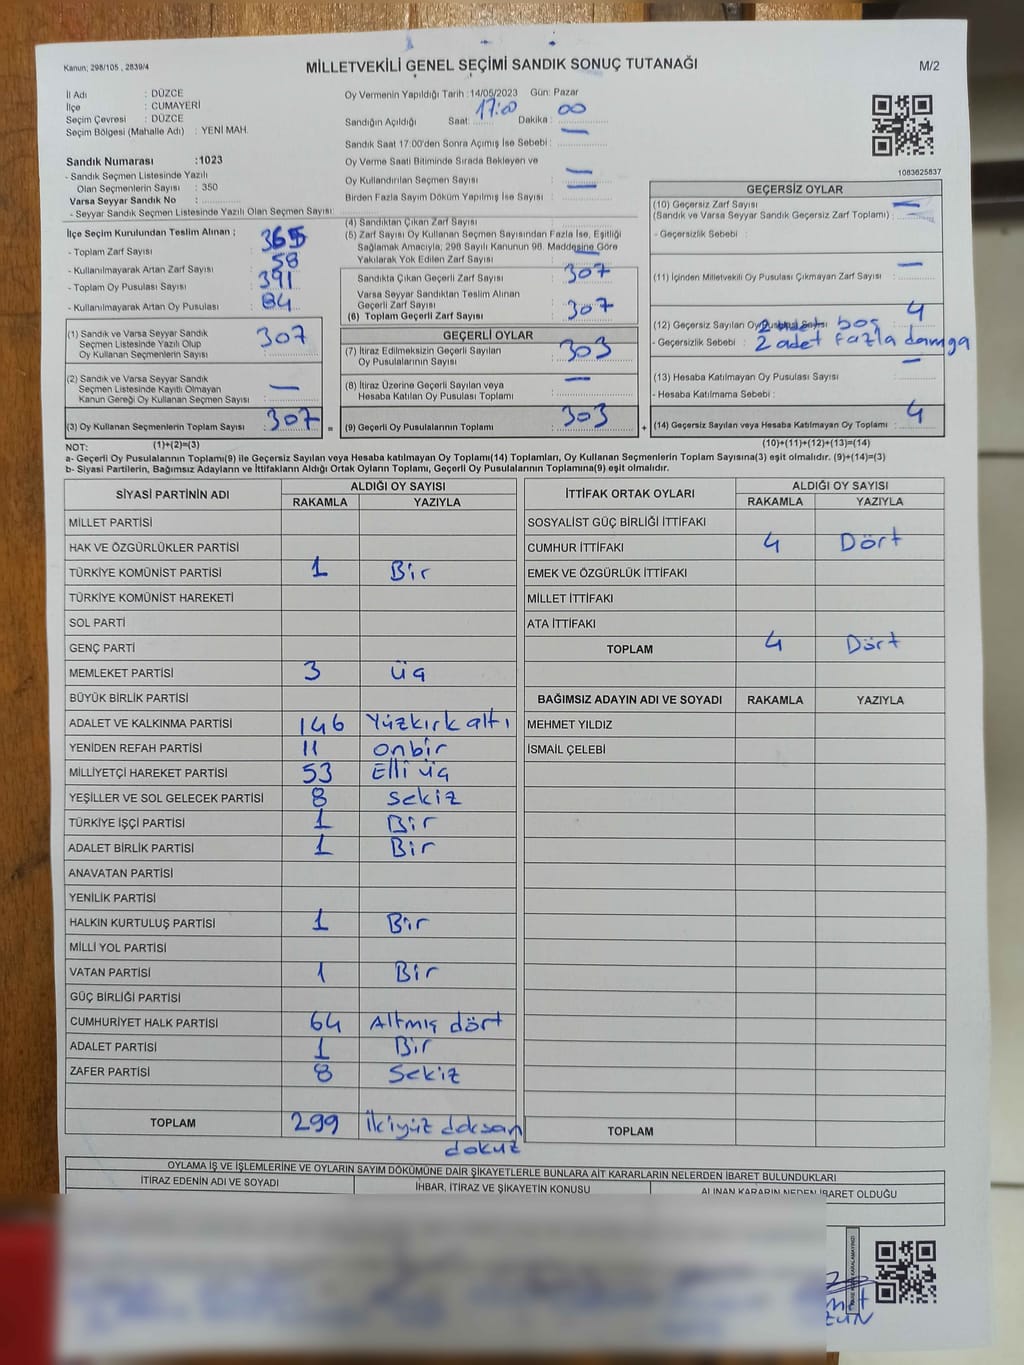 Kanun; 298/105 , 2839/4
MİLLETVEKİLİ GENEL SEÇİMİ SANDIK SONUÇ TUTANAĞI
M/2
İl Adı : DÜZCE
İlçe : CUMAYERİ
Seçim Çevresi : DÜZCE
Seçim Bölgesi (Mahalle Adı) : YENİ MAH.
Sandık Numarası :1023
- Sandık Seçmen Listesinde Yazılı
Olan Seçmenlerin Sayısı : 350
Varsa Seyyar Sandık No :
- Seyyar Sandık Seçmen Listesinde Yazılı Olan Seçmen Sayısı:
Oy Vermenin Yapıldığı Tarih :14/05/2023 Gün: Pazar
Sandığın Açıldığı Saat: 17:00 Dakika : 00
Sandık Saat 17.00'den Sonra Açımış İse Sebebi : —
Oy Verme Saati Bitiminde Sırada Bekleyen ve
Oy Kullandırılan Seçmen Sayısı : —
Birden Fazla Sayım Döküm Yapılmış İse Sayısı: —
1083625837
İlçe Seçim Kurulundan Teslim Alınan ;
- Toplam Zarf Sayısı : 365
- Kullanılmayarak Artan Zarf Sayısı : 58
- Toplam Oy Pusulası Sayısı : 391
- Kullanılmayarak Artan Oy Pusulası : 84
(1) Sandık ve Varsa Seyyar Sandık
Seçmen Listesinde Yazılı Olup : 307
Oy Kullanan Seçmenlerin Sayısı
(2) Sandık ve Varsa Seyyar Sandık
Seçmen Listesinde Kayıtlı Olmayan : —
Kanun Gereği Oy Kullanan Seçmen Sayısı
(3) Oy Kullanan Seçmenlerin Toplam Sayısı : 307
=
(4) Sandıktan Çıkan Zarf Sayısı :
(5) Zarf Sayısı Oy Kullanan Seçmen Sayısından Fazla İse, Eşitliği
Sağlamak Amacıyla; 298 Sayılı Kanunun 98. Maddesine Göre
Yakılarak Yok Edilen Zarf Sayısı : —
Sandıkta Çıkan Geçerli Zarf Sayısı : 307
Varsa Seyyar Sandıktan Teslim Alınan
Geçerli Zarf Sayısı :
(6) Toplam Geçerli Zarf Sayısı : 307
GEÇERLİ OYLAR
(7) İtiraz Edilmeksizin Geçerli Sayılan
Oy Pusulalarının Sayısı : 303
(8) İtiraz Üzerine Geçerli Sayılan veya
Hesaba Katılan Oy Pusulası Toplamı : —
(9) Geçerli Oy Pusulalarının Toplamı : 303
+
GEÇERSİZ OYLAR
(10) Geçersiz Zarf Sayısı : —
(Sandık ve Varsa Seyyar Sandık Geçersiz Zarf Toplamı) :
- Geçersizlik Sebebi :
(11) İçinden Milletvekili Oy Pusulası Çıkmayan Zarf Sayısı : —
(12) Geçersiz Sayılan Oy Pusulası Sayısı : 4
2 adet boş
- Geçersizlik Sebebi : 2 adet fazla damga
(13) Hesaba Katılmayan Oy Pusulası Sayısı : —
- Hesaba Katılmama Sebebi :
(14) Geçersiz Sayılan veya Hesaba Katılmayan Oy Toplamı : 4
NOT: (1)+(2)=(3) (10)+(11)+(12)+(13)=(14)
a- Geçerli Oy Pusulalarının Toplamı(9) ile Geçersiz Sayılan veya Hesaba katılmayan Oy Toplamı(14) Toplamları, Oy Kullanan Seçmenlerin Toplam Sayısına(3) eşit olmalıdır. (9)+(14)=(3)
b- Siyasi Partilerin, Bağımsız Adayların ve İttifakların Aldığı Ortak Oyların Toplamı, Geçerli Oy Pusulalarının Toplamına(9) eşit olmalıdır.
SİYASİ PARTİNİN ADI ALDIĞI OY SAYISI
RAKAMLA YAZIYLA
MİLLET PARTİSİ
HAK VE ÖZGÜRLÜKLER PARTİSİ
TÜRKİYE KOMÜNİST PARTİSİ 1 Bir
TÜRKİYE KOMÜNİST HAREKETİ
SOL PARTİ
GENÇ PARTİ
MEMLEKET PARTİSİ 3 üç
BÜYÜK BİRLİK PARTİSİ
ADALET VE KALKINMA PARTİSİ 146 Yüzkırk altı
YENİDEN REFAH PARTİSİ 11 onbir
MİLLİYETÇİ HAREKET PARTİSİ 53 Elli üç
YEŞİLLER VE SOL GELECEK PARTİSİ 8 sekiz
TÜRKİYE İŞÇİ PARTİSİ 1 Bir
ADALET BİRLİK PARTİSİ 1 Bir
ANAVATAN PARTİSİ
YENİLİK PARTİSİ
HALKIN KURTULUŞ PARTİSİ 1 Bir
MİLLİ YOL PARTİSİ
VATAN PARTİSİ 1 Bir
GÜÇ BİRLİĞİ PARTİSİ
CUMHURİYET HALK PARTİSİ 64 Altmış dört
ADALET PARTİSİ 1 Bir
ZAFER PARTİSİ 8 Sekiz
TOPLAM 299 ikiyüz doksan
dokuz
İTTİFAK ORTAK OYLARI ALDIĞI OY SAYISI
RAKAMLA YAZIYLA
SOSYALİST GÜÇ BİRLİĞİ İTTİFAKI
CUMHUR İTTİFAKI 4 Dört
EMEK VE ÖZGÜRLÜK İTTİFAKI
MİLLET İTTİFAKI
ATA İTTİFAKI
TOPLAM 4 Dört
BAĞIMSIZ ADAYIN ADI VE SOYADI RAKAMLA YAZIYLA
MEHMET YILDIZ
İSMAİL ÇELEBİ
TOPLAM
OYLAMA İŞ VE İŞLEMLERİNE VE OYLARIN SAYIM DÖKÜMÜNE DAİR ŞİKAYETLERLE BUNLARA AİT KARARLARIN NELERDEN İBARET BULUNDUKLARI
İTİRAZ EDENİN ADI VE SOYADI İHBAR, İTİRAZ VE ŞİKAYETİN KONUSU ALINAN KARARIN NEDEN İBARET OLDUĞU